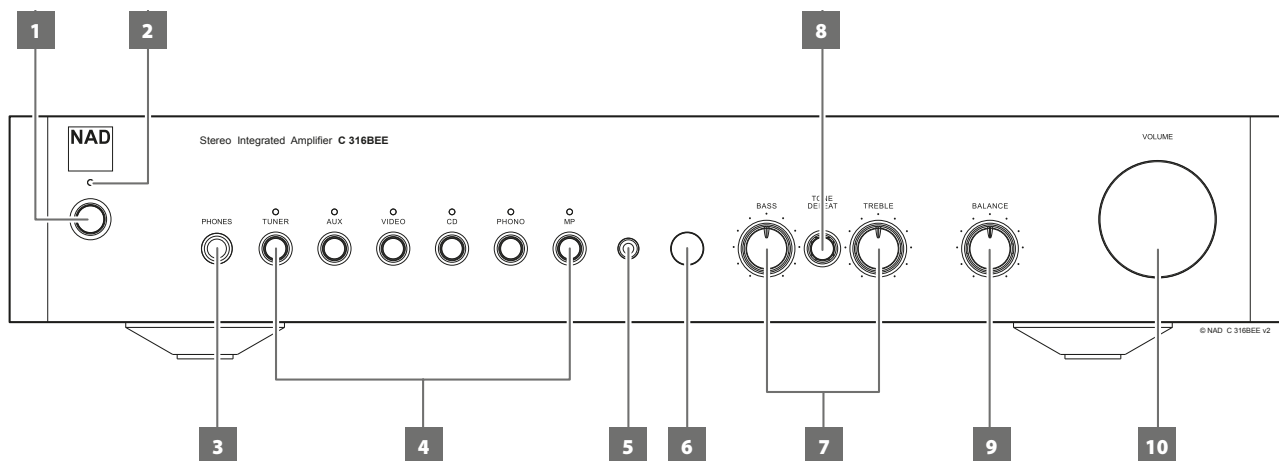 1 2 8
NAD
Stereo Integrated Amplifier C 316BEE
VOLUME
PHONES TUNER AUX VIDEO CD PHONO MP
BASS TONE DEFEAT TREBLE BALANCE
© NAD C 316BEE v2
3 4 5 6 7 9 10